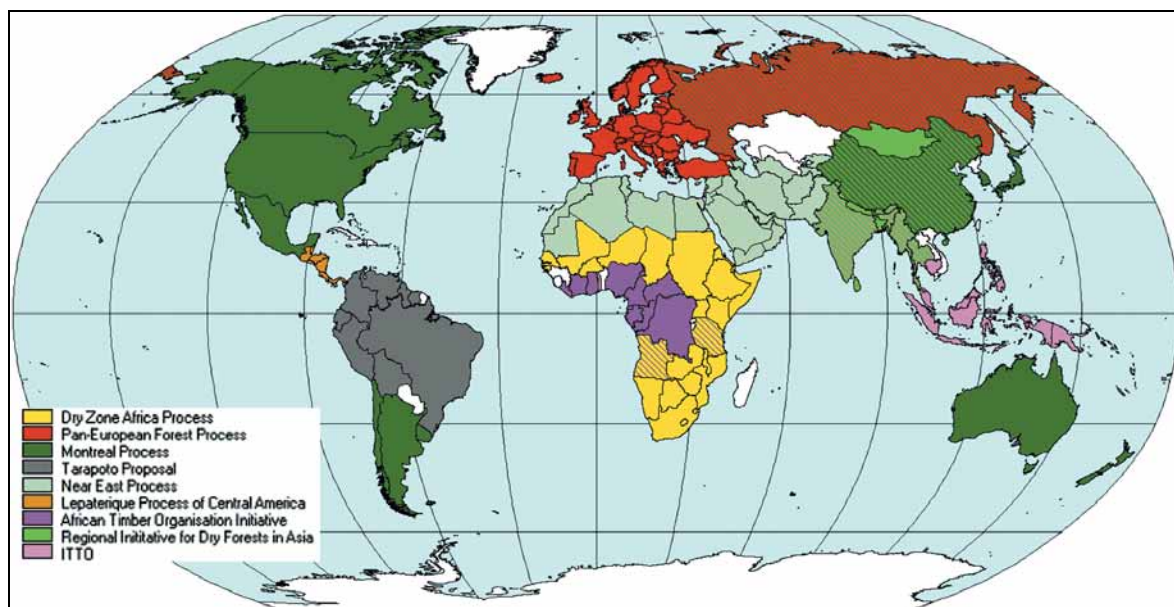 Dry Zone Africa Process
Pan-European Forest Process
Montreal Process
Tarapoto Proposal
Near East Process
Lepaterique Process of Central America
African Timber Organisation Initiative
Regional Inititative for Dry Forests in Asia
ITTO